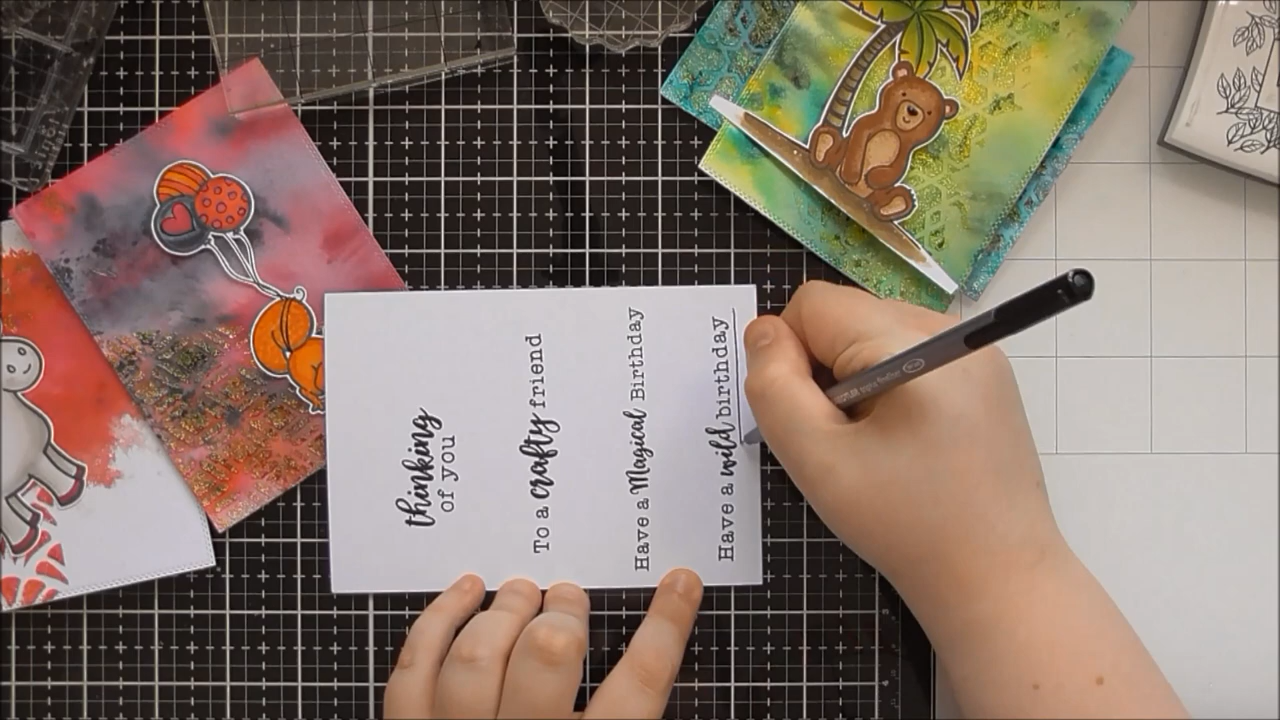 thinking
of you
To a crafty friend
Have a Magical Birthday
Have a wild birthday